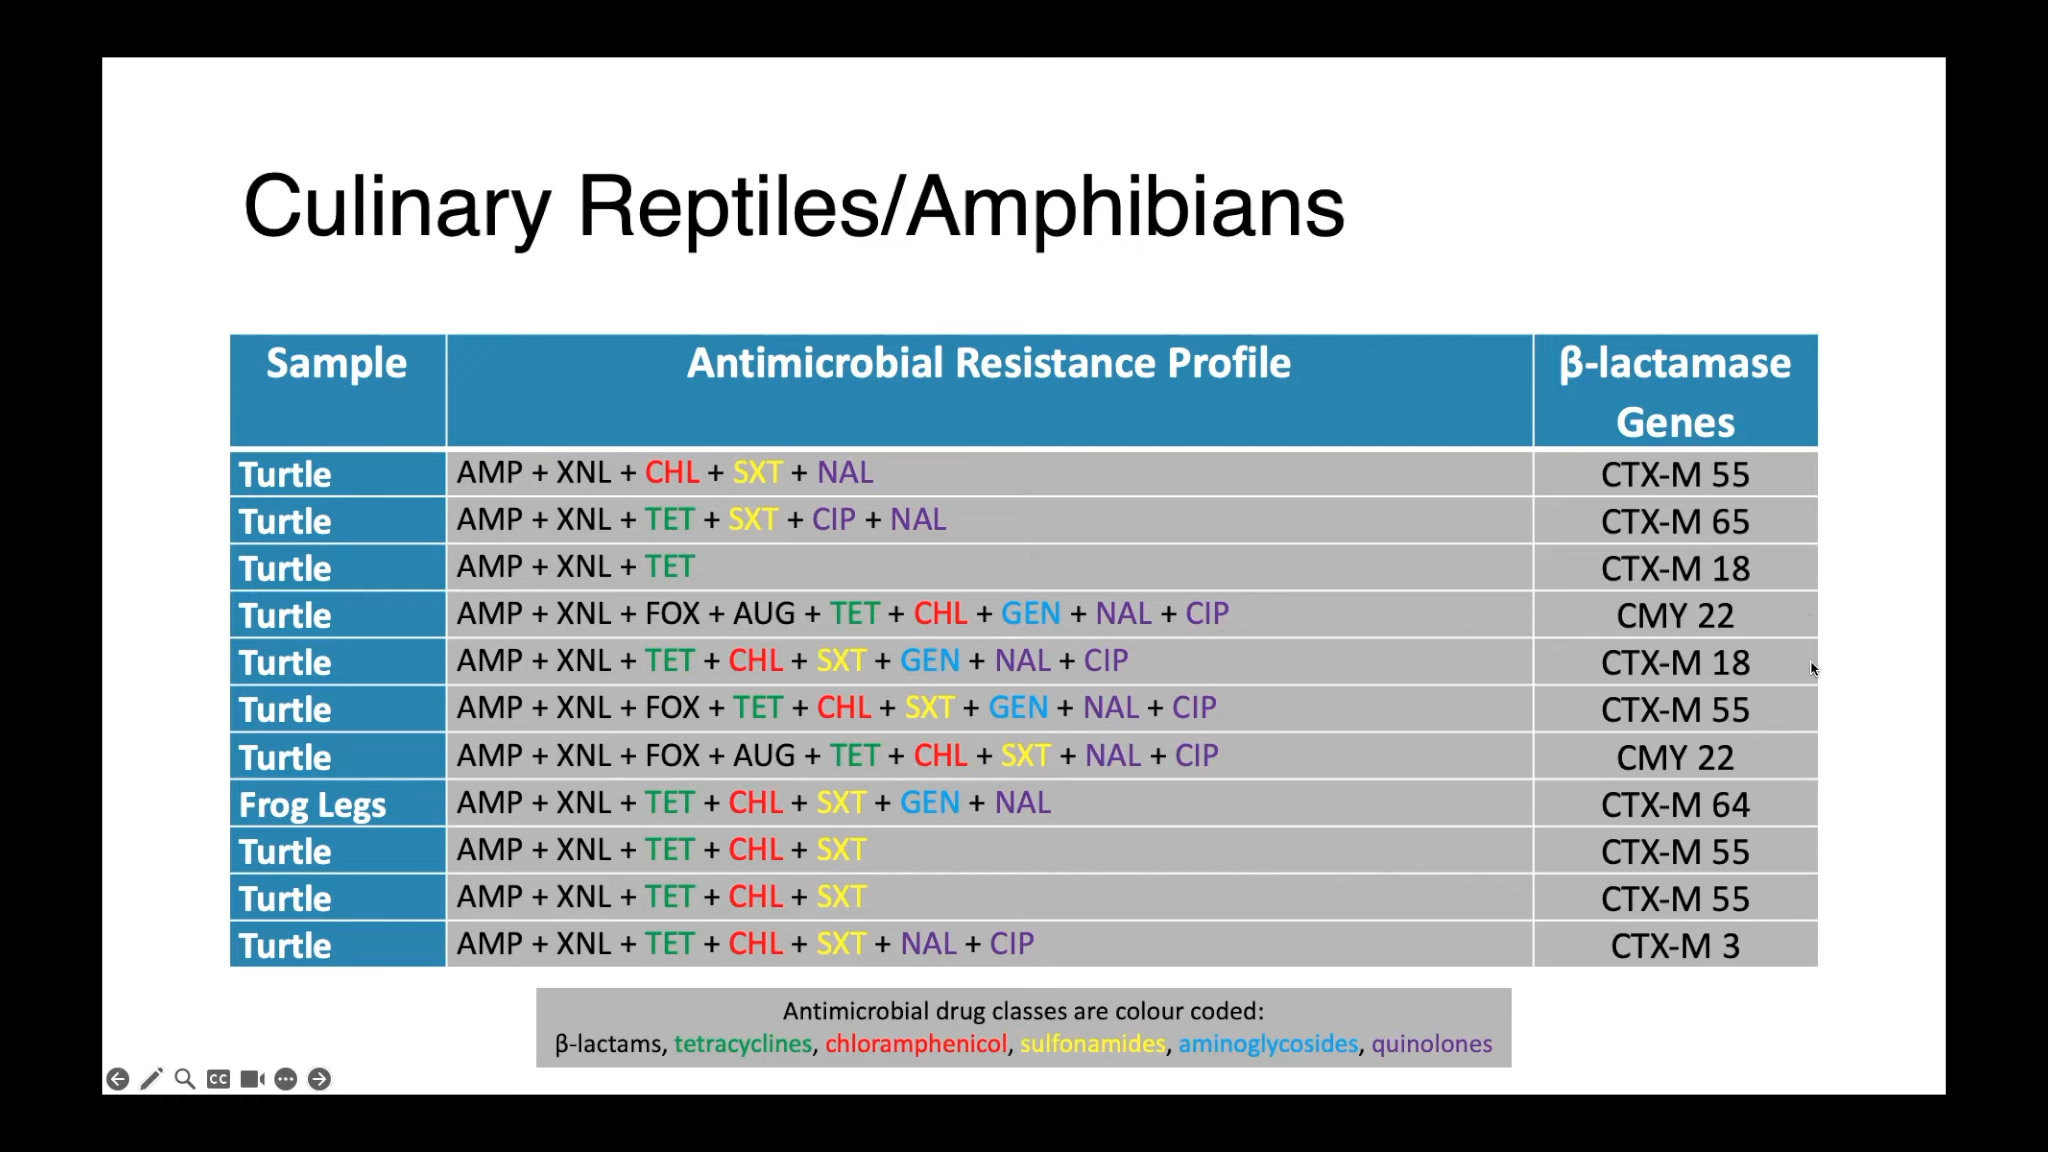 Culinary Reptiles/Amphibians
Sample Antimicrobial Resistance Profile β-lactamase Genes
Turtle AMP + XNL + CHL + SXT + NAL CTX-M 55
Turtle AMP + XNL + TET + SXT + CIP + NAL CTX-M 65
Turtle AMP + XNL + TET CTX-M 18
Turtle AMP + XNL + FOX + AUG + TET + CHL + GEN + NAL + CIP CMY 22
Turtle AMP + XNL + TET + CHL + SXT + GEN + NAL + CIP CTX-M 18
Turtle AMP + XNL + FOX + TET + CHL + SXT + GEN + NAL + CIP CTX-M 55
Turtle AMP + XNL + FOX + AUG + TET + CHL + SXT + NAL + CIP CMY 22
Frog Legs AMP + XNL + TET + CHL + SXT + GEN + NAL CTX-M 64
Turtle AMP + XNL + TET + CHL + SXT CTX-M 55
Turtle AMP + XNL + TET + CHL + SXT CTX-M 55
Turtle AMP + XNL + TET + CHL + SXT + NAL + CIP CTX-M 3
Antimicrobial drug classes are colour coded:
β-lactams, tetracyclines, chloramphenicol, sulfonamides, aminoglycosides, quinolones
CC